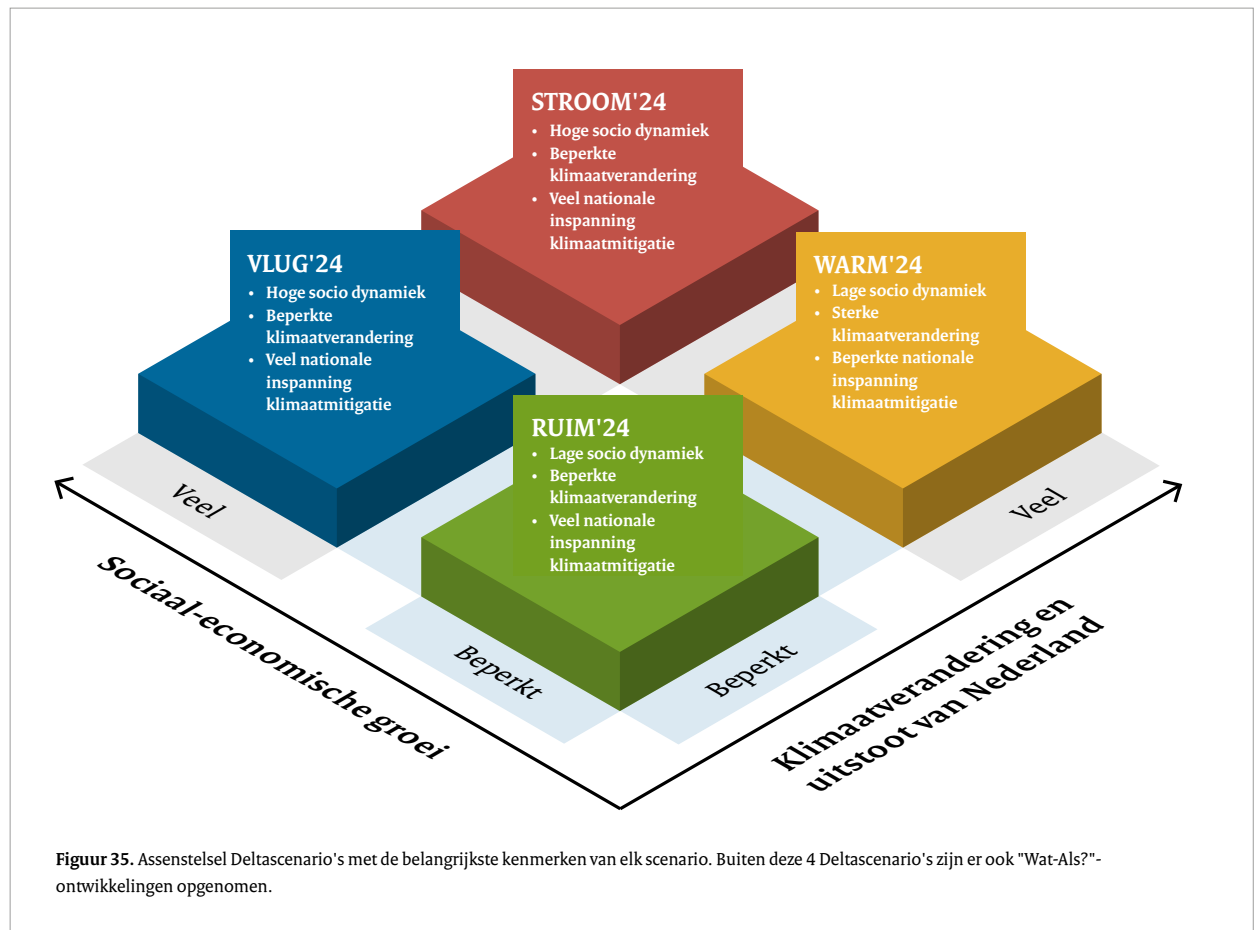 STROOM'24
• Hoge socio dynamiek
• Beperkte
klimaatverandering
• Veel nationale
inspanning
klimaatmitigatie
VLUG'24
• Hoge socio dynamiek
• Beperkte
klimaatverandering
• Veel nationale
inspanning
klimaatmitigatie
WARM'24
• Lage socio dynamiek
• Sterke
klimaatverandering
• Beperkte nationale
inspanning
klimaatmitigatie
RUIM'24
• Lage socio dynamiek
• Beperkte
klimaatverandering
• Veel nationale
inspanning
klimaatmitigatie
Veel
Beperkt
Beperkt
Veel
Sociaal-economische groei
Klimaatverandering en
uitstoot van Nederland
Figuur 35. Assenstelsel Deltascenario's met de belangrijkste kenmerken van elk scenario. Buiten deze 4 Deltascenario's zijn er ook "Wat-Als?"-
ontwikkelingen opgenomen.